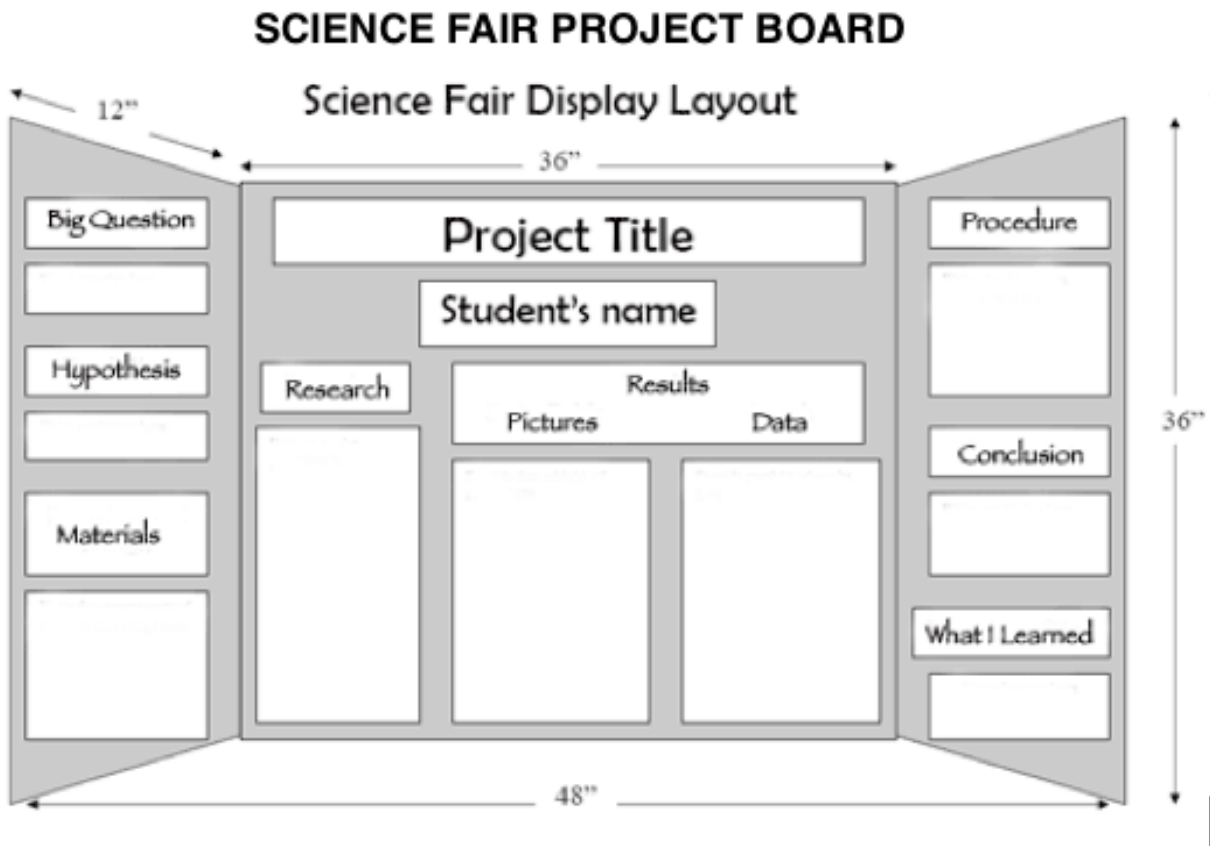 SCIENCE FAIR PROJECT BOARD
Science Fair Display Layout
12”
36”
Big Question
Hypothesis
Materials
Project Title
Student’s name
Research
Results
Pictures Data
Procedure
Conclusion
What I Learned
36”
48”